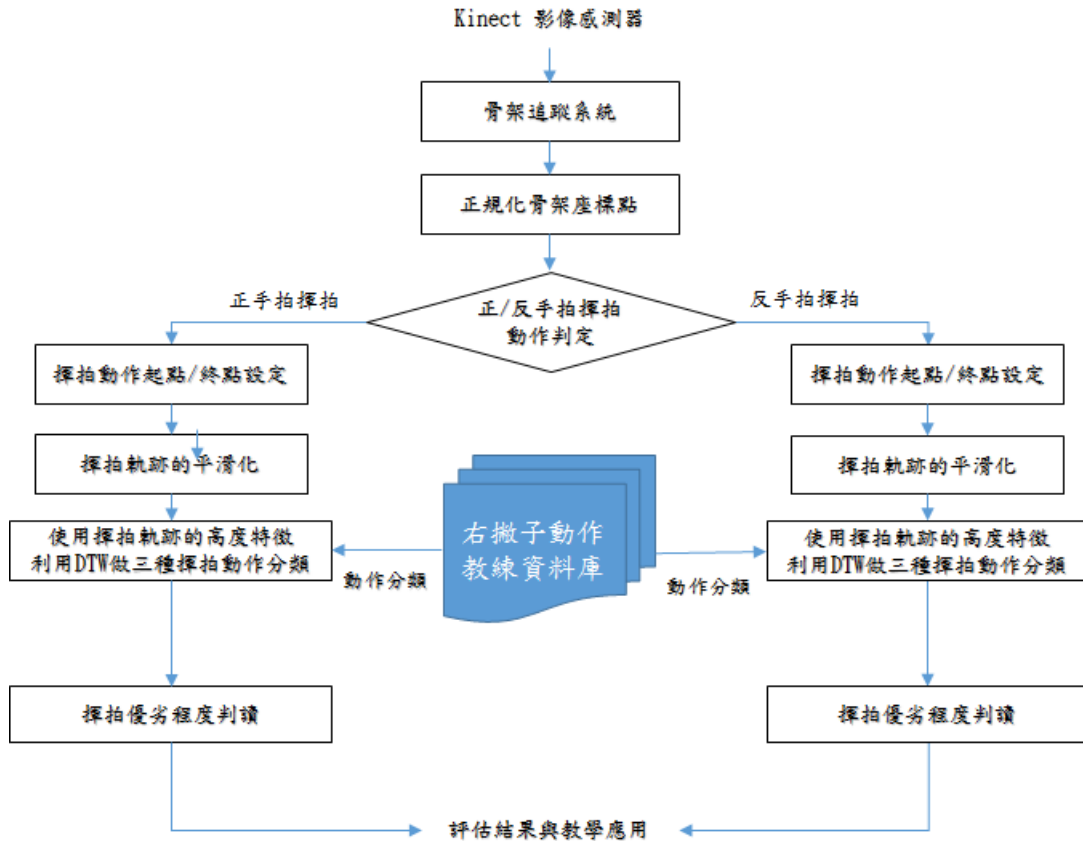 Kinect 影像感測器
骨架追蹤系統
正規化骨架座標點
正手拍揮拍
正/反手拍揮拍
動作判定
反手拍揮拍
揮拍動作起點/終點設定
揮拍動作起點/終點設定
揮拍軌跡的平滑化
揮拍軌跡的平滑化
使用揮拍軌跡的高度特徵
利用DTW做三種揮拍動作分類
動作分類
右撇子動作
教練資料庫
動作分類
使用揮拍軌跡的高度特徵
利用DTW做三種揮拍動作分類
揮拍優劣程度判讀
揮拍優劣程度判讀
評估結果與教學應用